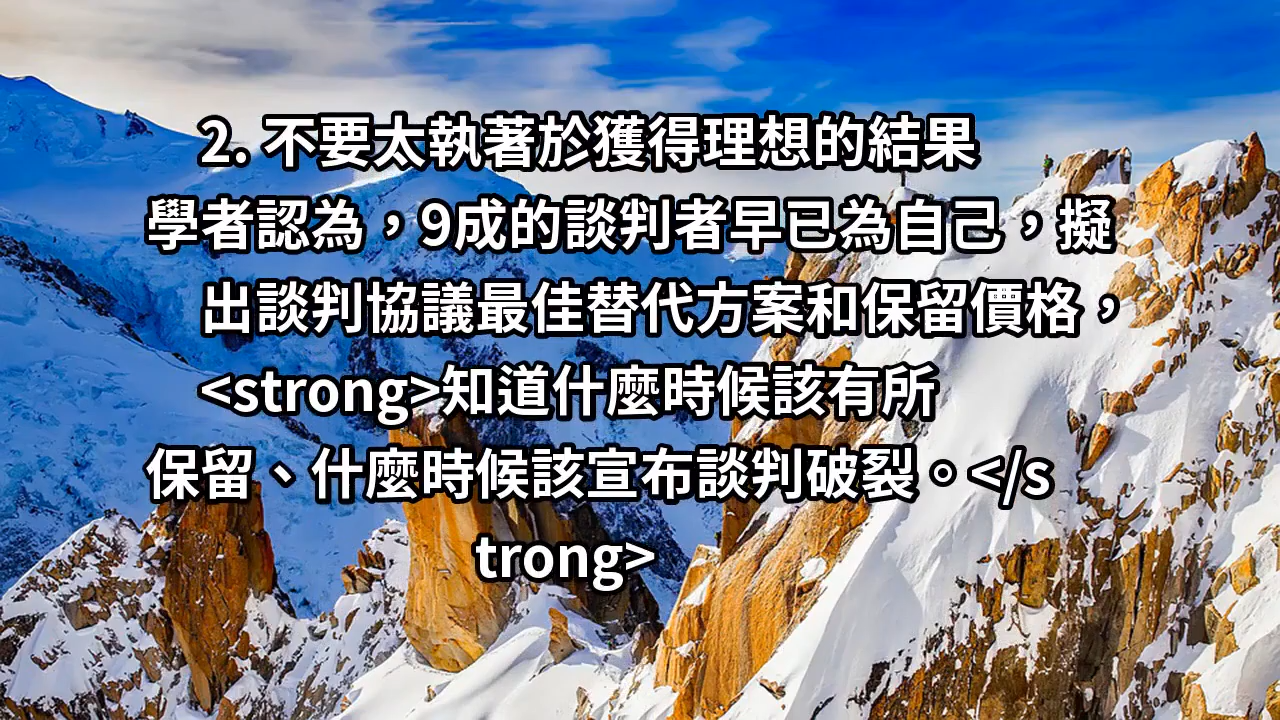 2. 不要太執著於獲得理想的結果
學者認為，9成的談判者早已為自己，擬
出談判協議最佳替代方案和保留價格，
<strong>知道什麼時候該有所
保留、什麼時候該宣布談判破裂。</s
trong>